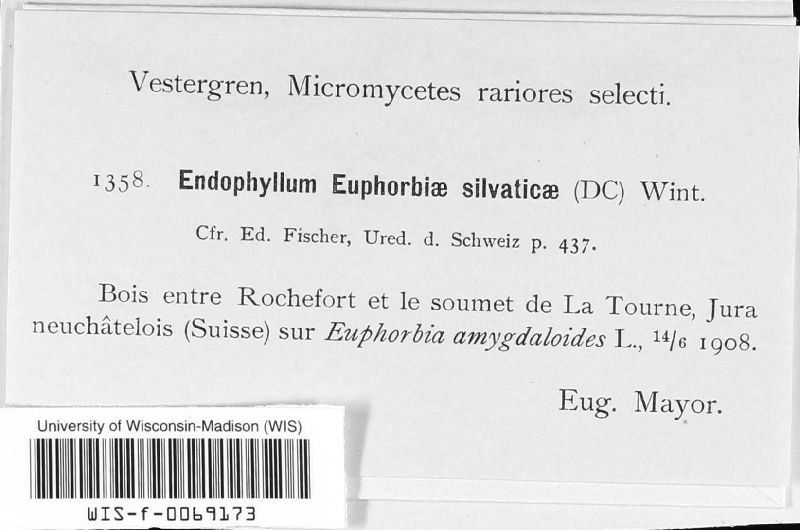 Vestergren, Micromycetes rariores selecti.
1358. Endophyllum Euphorbiæ silvaticæ (DC) Wint.
Cfr. Ed. Fischer, Ured. d. Schweiz p. 437.
Bois entre Rochefort et le soumet de La Tourne, Jura
neuchâtelois (Suisse) sur Euphorbia amygdaloides L., 14/6 1908.
Eug. Mayor.
University of Wisconsin-Madison (WIS)
WIS-f-0069173